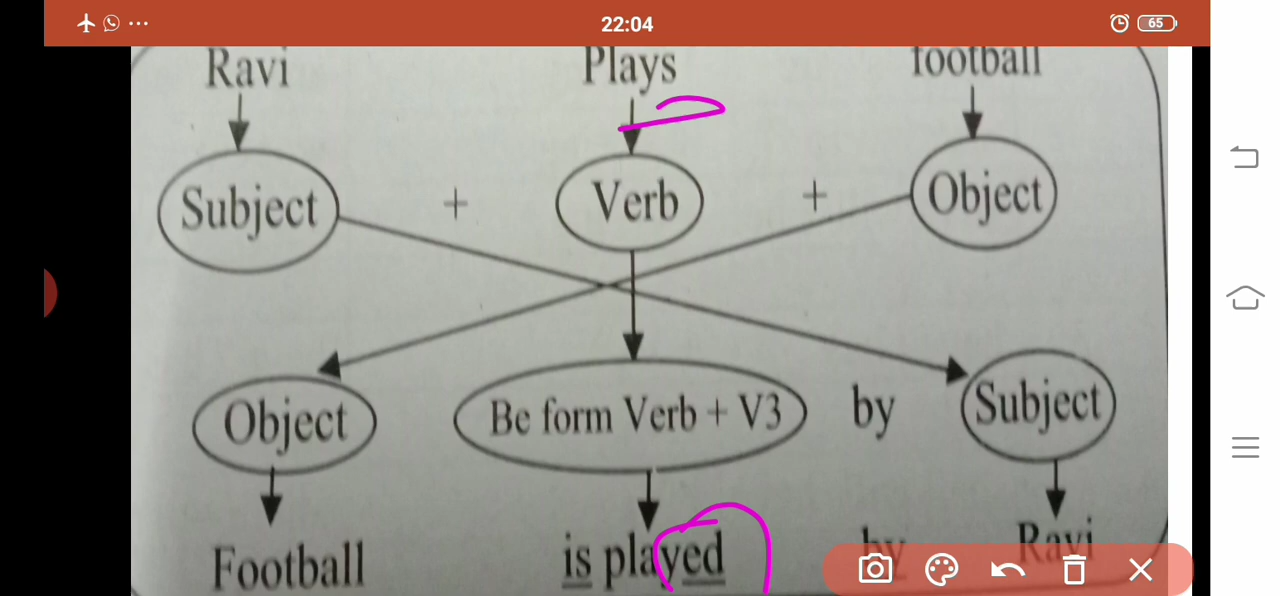 22:04
65
Ravi Plays football
Subject + Verb + Object
Object Be form Verb + V3 by Subject
Football is played by Ravi